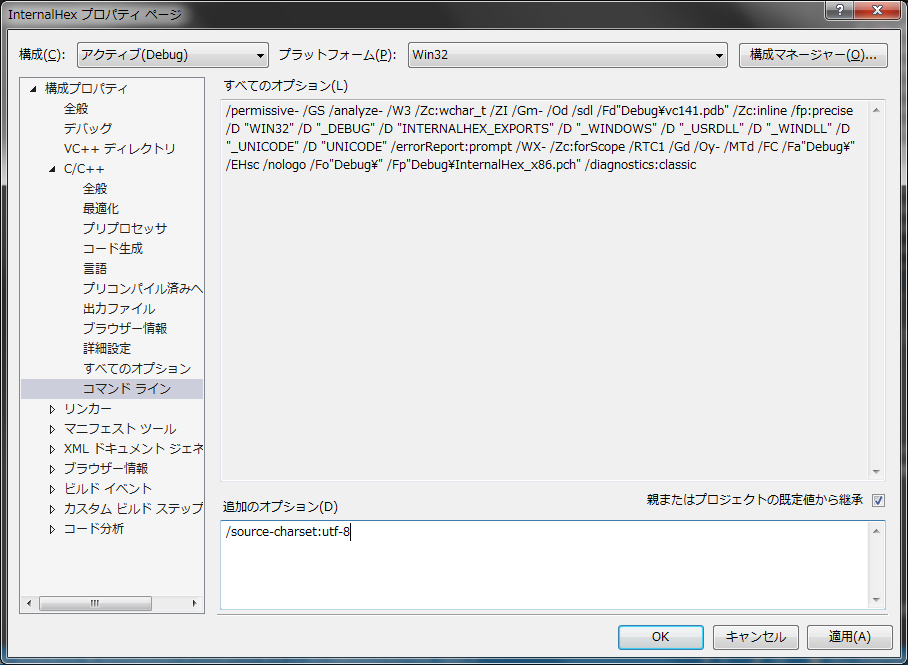 InternalHex プロパティ ページ
構成(C): アクティブ(Debug) プラットフォーム(P): Win32 構成マネージャー(O)...
構成プロパティ
全般
デバッグ
VC++ ディレクトリ
C/C++
全般
最適化
プリプロセッサ
コード生成
言語
プリコンパイル済みヘ
出力ファイル
ブラウザー情報
詳細設定
すべてのオプション
コマンド ライン
リンカー
マニフェスト ツール
XML ドキュメント ジェネ
ブラウザー情報
ビルド イベント
カスタム ビルド ステップ
コード分析
すべてのオプション(L)
/permissive- /GS /analyze- /W3 /Zc:wchar_t /ZI /Gm- /Od /sdl /Fd"Debug¥vc141.pdb" /Zc:inline /fp:precise
/D "WIN32" /D "_DEBUG" /D "INTERNALHEX_EXPORTS" /D "_WINDOWS" /D "_USRDLL" /D "_WINDLL" /D
"_UNICODE" /D "UNICODE" /errorReport:prompt /WX- /Zc:forScope /RTC1 /Gd /Oy- /MTd /FC /Fa"Debug¥"
/EHsc /nologo /Fo"Debug¥" /Fp"Debug¥InternalHex_x86.pch" /diagnostics:classic
追加のオプション(D)
親またはプロジェクトの既定値から継承
/source-charset:utf-8
OK キャンセル 適用(A)